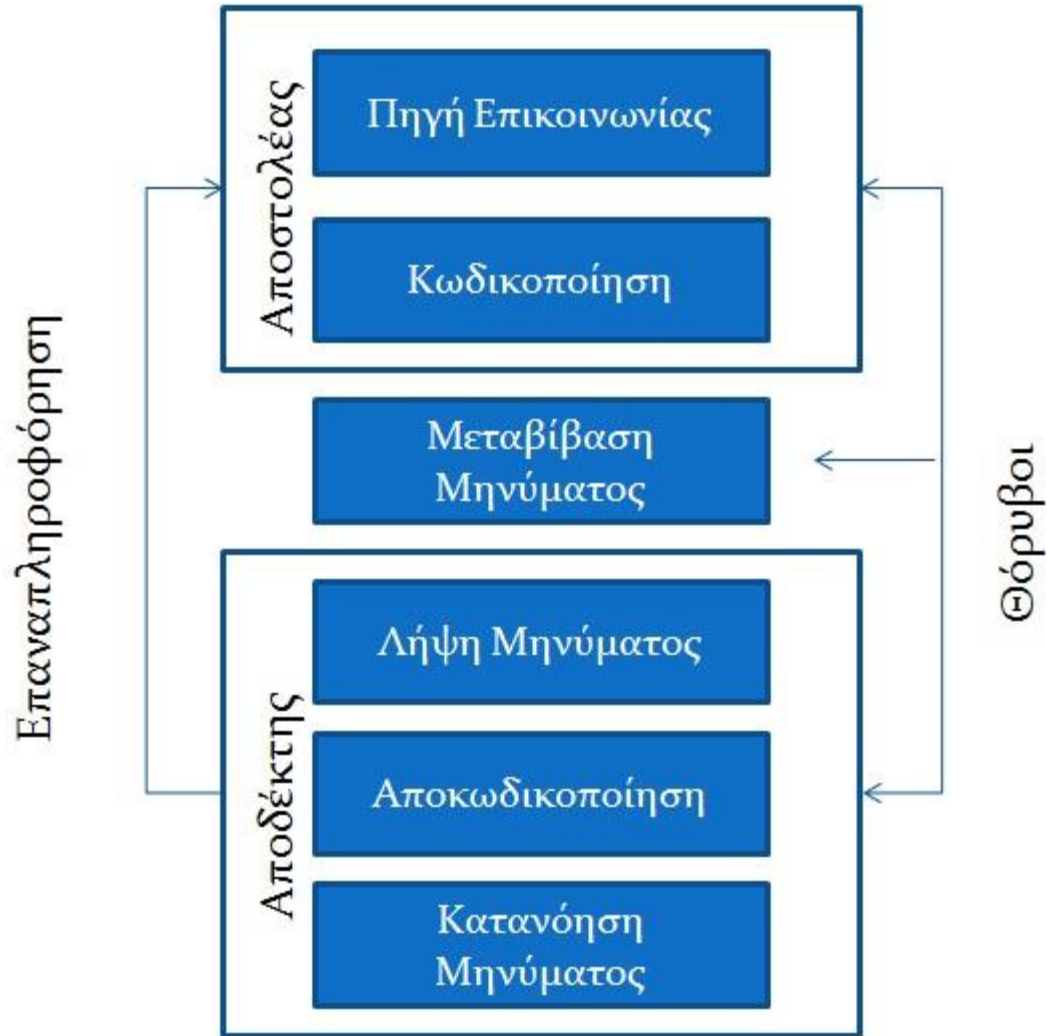 Αποστολέας
Πηγή Επικοινωνίας
Κωδικοποίηση
Επαναπληροφόρηση
Μεταβίβαση
Μηνύματος
Θόρυβοι
Αποδέκτης
Λήψη Μηνύματος
Αποκωδικοποίηση
Κατανόηση
Μηνύματος